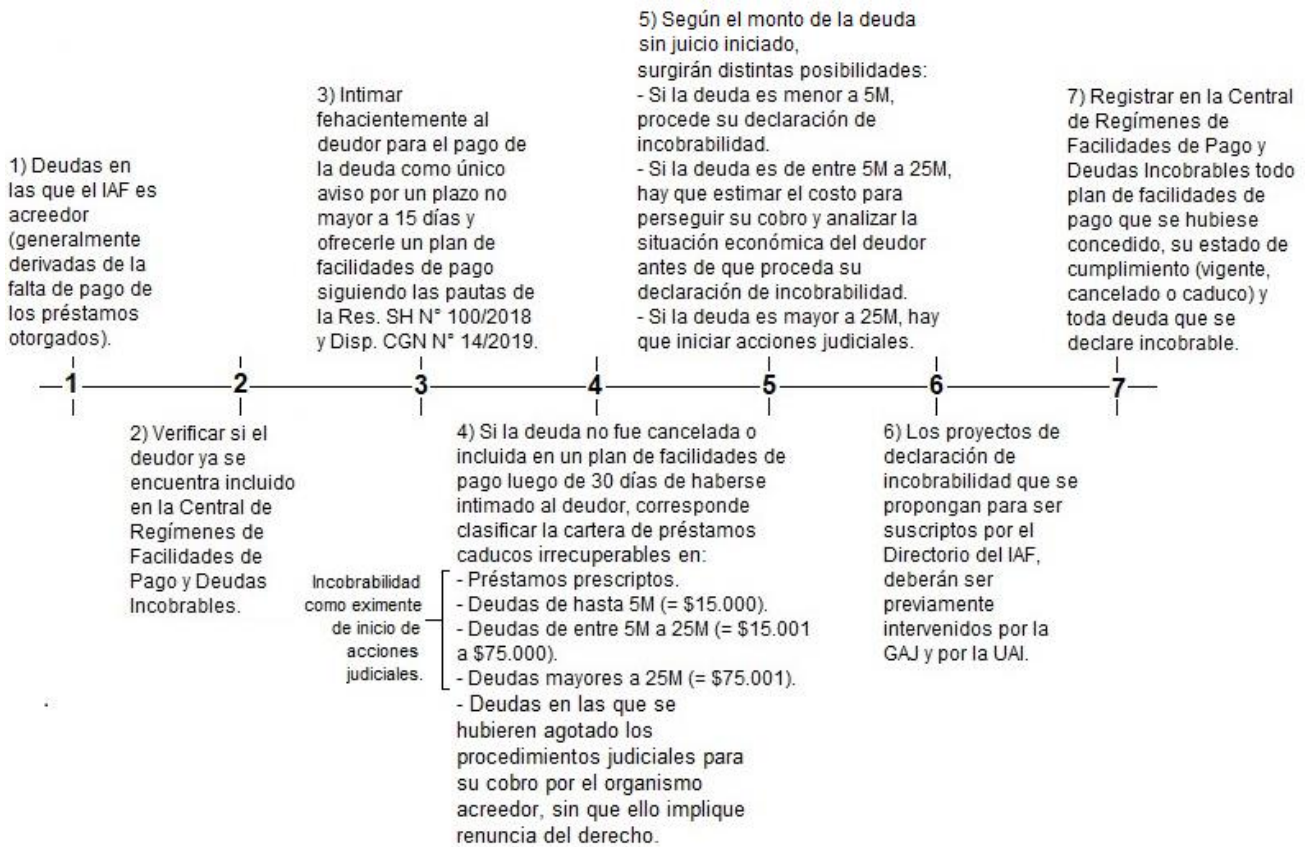 1) Deudas en
las que el IAF es
acreedor
(generalmente
derivadas de la
falta de pago de
los préstamos
otorgados).
3) Intimar
fehacientemente al
deudor para el pago de
la deuda como único
aviso por un plazo no
mayor a 15 días y
ofrecerle un plan de
facilidades de pago
siguiendo las pautas de
la Res. SH N° 100/2018
y Disp. CGN N° 14/2019.
5) Según el monto de la deuda
sin juicio iniciado,
surgirán distintas posibilidades:
- Si la deuda es menor a 5M,
procede su declaración de
incobrabilidad.
- Si la deuda es de entre 5M a 25M,
hay que estimar el costo para
perseguir su cobro y analizar la
situación económica del deudor
antes de que proceda su
declaración de incobrabilidad.
- Si la deuda es mayor a 25M, hay
que iniciar acciones judiciales.
7) Registrar en la Central
de Regímenes de
Facilidades de Pago y
Deudas Incobrables todo
plan de facilidades de
pago que se hubiese
concedido, su estado de
cumplimiento (vigente,
cancelado o caduco) y
toda deuda que se
declare incobrable.
1 2 3 4 5 6 7
2) Verificar si el
deudor ya se
encuentra incluido
en la Central de
Regímenes de
Facilidades de
Pago y Deudas
Incobrables.
4) Si la deuda no fue cancelada o
incluida en un plan de facilidades de
pago luego de 30 días de haberse
intimado al deudor, corresponde
clasificar la cartera de préstamos
caducos irrecuperables en:
Incobrabilidad
como eximente
de inicio de
acciones
judiciales.
- Préstamos prescriptos.
- Deudas de hasta 5M (= $15.000).
- Deudas de entre 5M a 25M (= $15.001
a $75.000).
- Deudas mayores a 25M (= $75.001).
- Deudas en las que se
hubieren agotado los
procedimientos judiciales para
su cobro por el organismo
acreedor, sin que ello implique
renuncia del derecho.
6) Los proyectos de
declaración de
incobrabilidad que se
propongan para ser
suscriptos por el
Directorio del IAF,
deberán ser
previamente
intervenidos por la
GAJ y por la UAI.